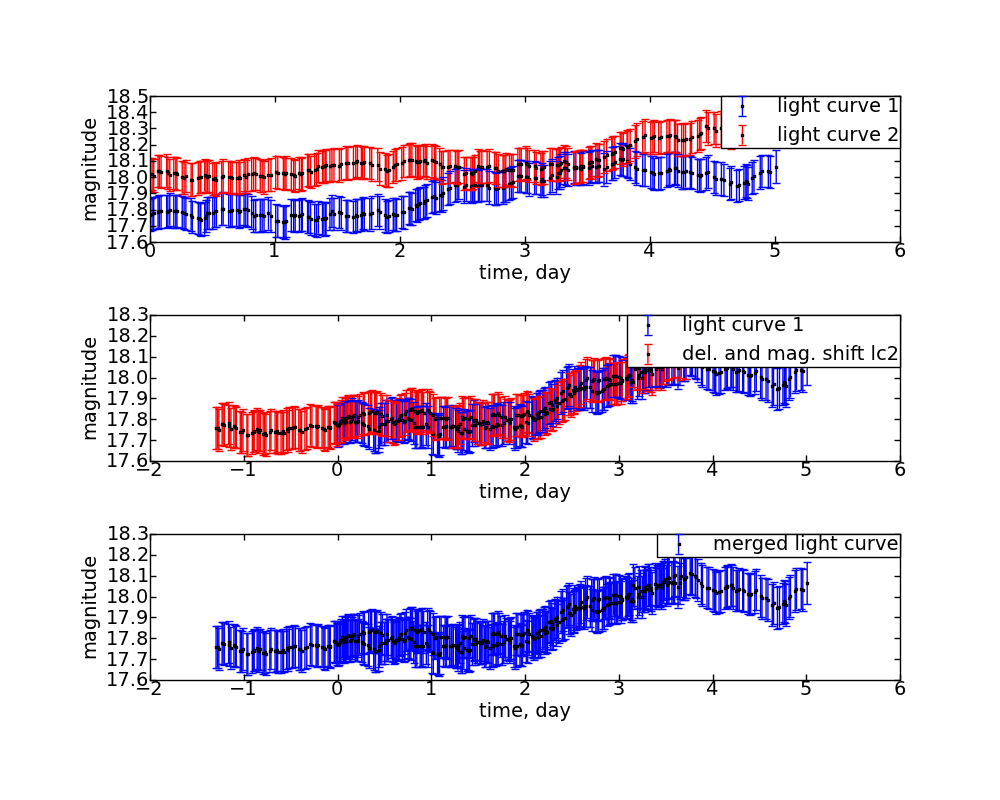 magnitude
18.5
18.4
18.3
18.2
18.1
18.0
17.9
17.8
17.7
17.6
light curve 1
light curve 2
0 1 2 3 4 5 6
time, day
magnitude
18.3
18.2
18.1
18.0
17.9
17.8
17.7
17.6
light curve 1
del. and mag. shift lc2
−2 −1 0 1 2 3 4 5 6
time, day
magnitude
18.3
18.2
18.1
18.0
17.9
17.8
17.7
17.6
merged light curve
−2 −1 0 1 2 3 4 5 6
time, day